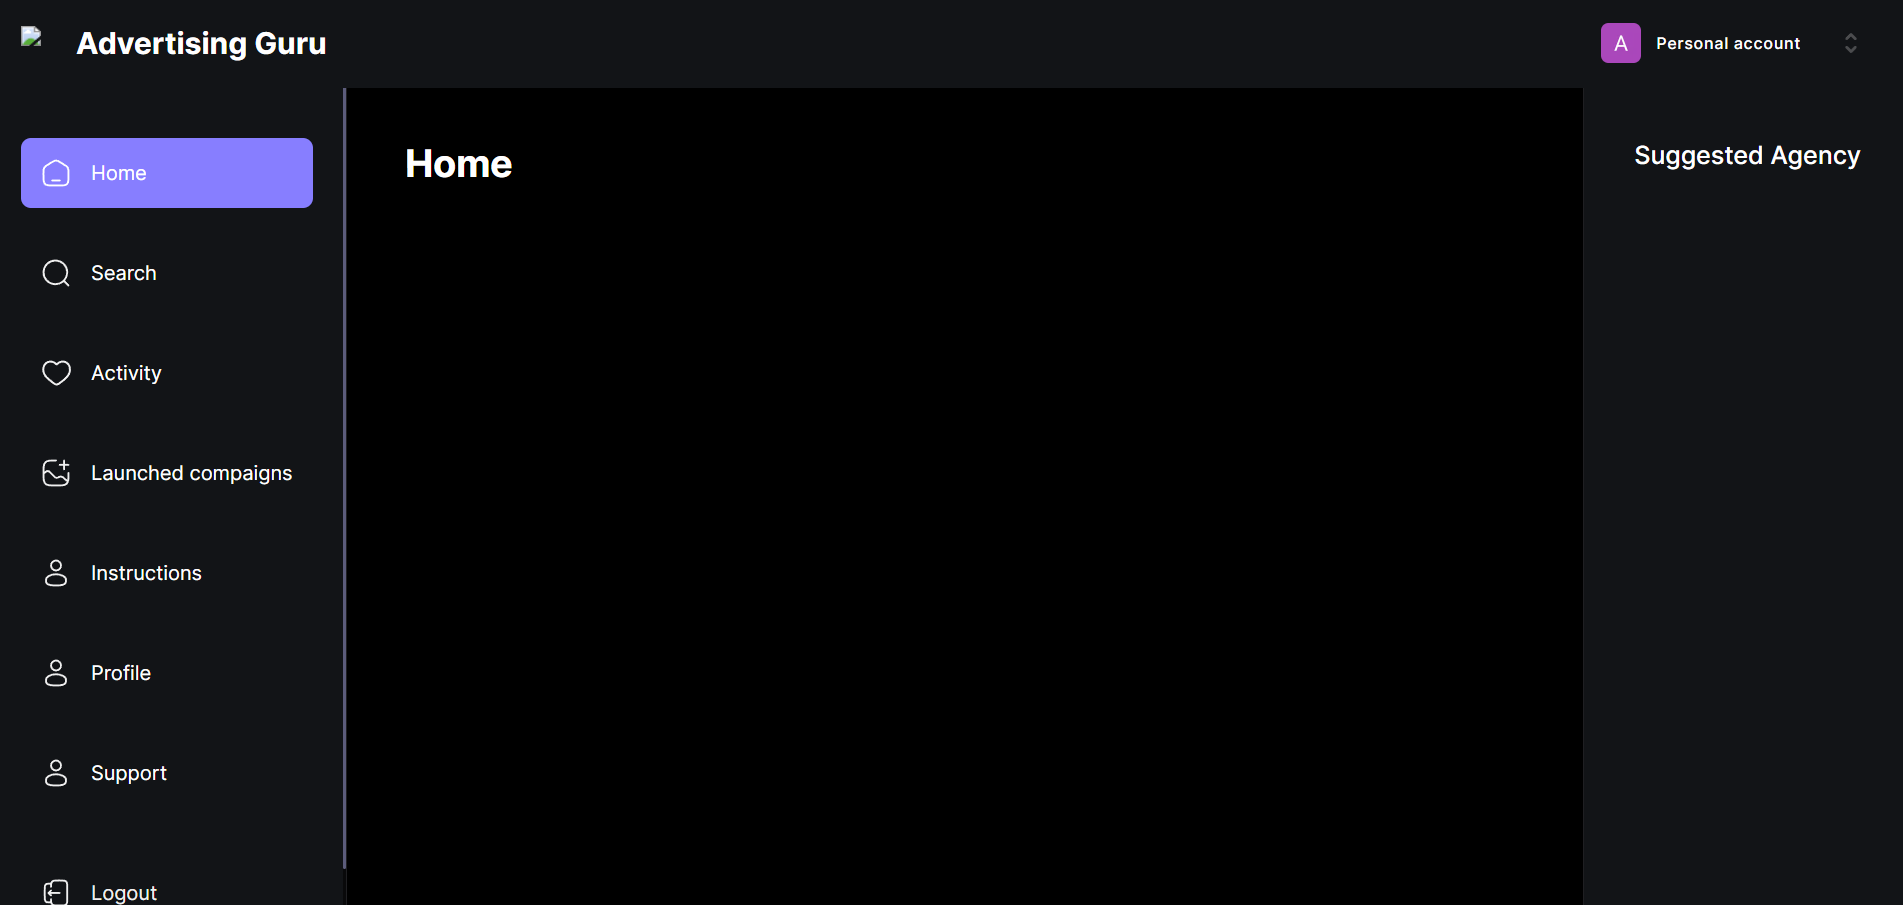 Advertising Guru
A
Personal account
Home
Search
Activity
Launched compaigns
Instructions
Profile
Support
Logout
Home
Suggested Agency